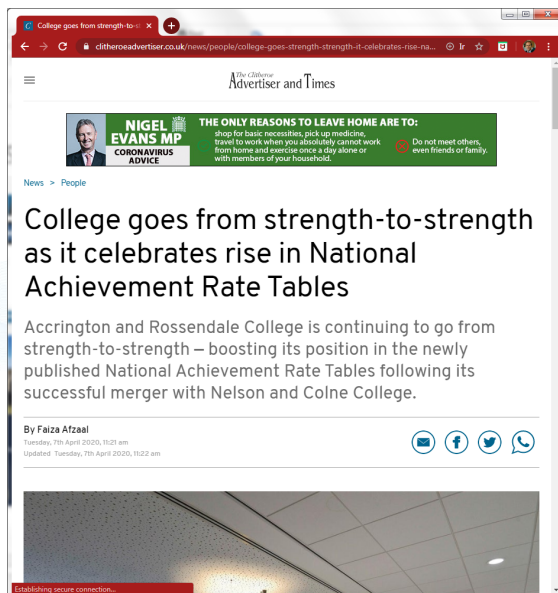 College goes from strength-to-s
clitheroeadvertiser.co.uk/news/people/college-goes-strength-strength-it-celebrates-rise-na...
The Clitheroe
Advertiser and Times
NIGEL
EVANS MP
CORONAVIRUS
ADVICE
THE ONLY REASONS TO LEAVE HOME ARE TO:
shop for basic necessities, pick up medicine,
travel to work when you absolutely cannot work
from home and exercise once a day alone or
with members of your household.
Do not meet others,
even friends or family.
News > People
College goes from strength-to-strength
as it celebrates rise in National
Achievement Rate Tables
Accrington and Rossendale College is continuing to go from
strength-to-strength – boosting its position in the newly
published National Achievement Rate Tables following its
successful merger with Nelson and Colne College.
By Faiza Afzaal
Tuesday, 7th April 2020, 11:21 am
Updated Tuesday, 7th April 2020, 11:22 am
Establishing secure connection...